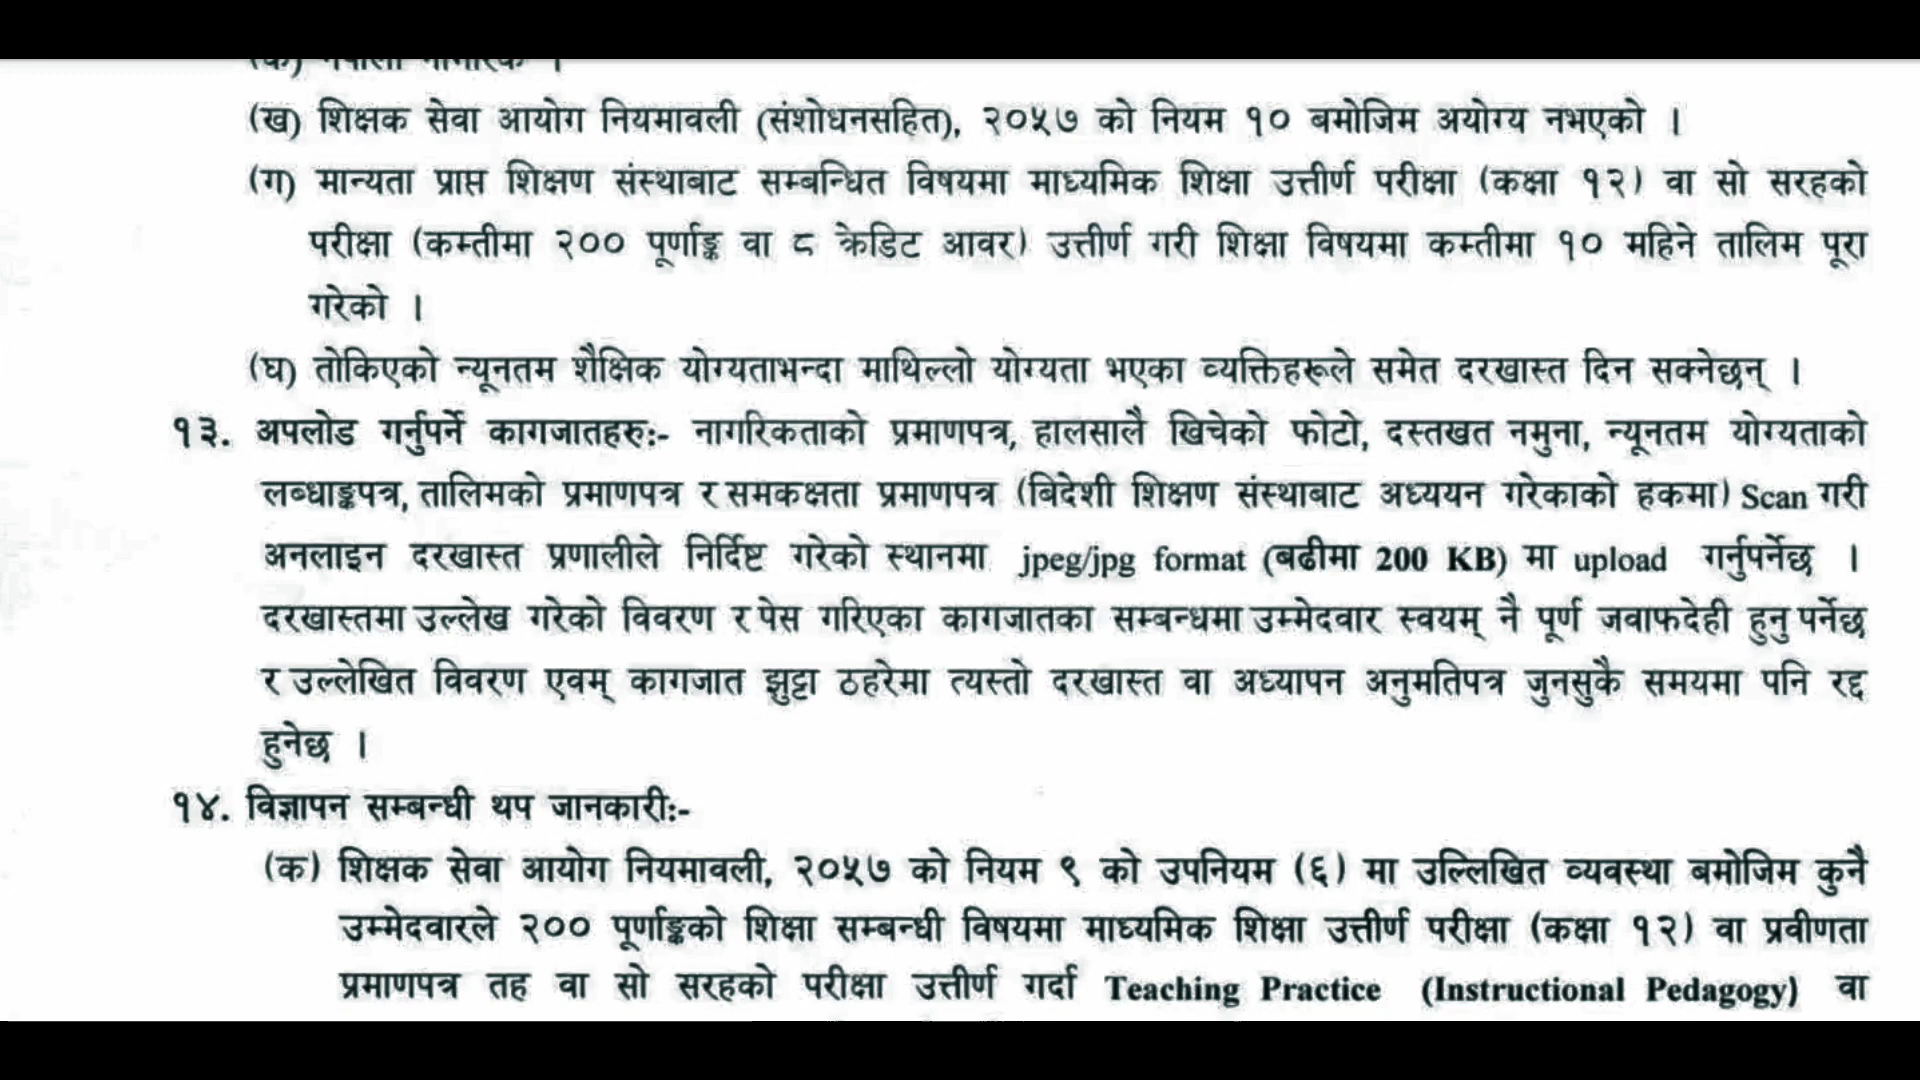 (ख) शिक्षक सेवा आयोग नियमावली (संशोधनसहित), २०५७ को नियम १० बमोजिम अयोग्य नभएको ।
(ग) मान्यता प्राप्त शिक्षण संस्थाबाट सम्बन्धित विषयमा माध्यमिक शिक्षा उत्तीर्ण परीक्षा (कक्षा १२) वा सो सरहको
परीक्षा (कम्तीमा २०० पूर्णाङ्क वा ८ क्रेडिट आवर) उत्तीर्ण गरी शिक्षा विषयमा कम्तीमा १० महिने तालिम पूरा
गरेको ।
(घ) तोकिएको न्यूनतम शैक्षिक योग्यताभन्दा माथिल्लो योग्यता भएका व्यक्तिहरूले समेत दरखास्त दिन सक्नेछन् ।
१३. अपलोड गर्नुपर्ने कागजातहरु:- नागरिकताको प्रमाणपत्र, हालसालै खिचेको फोटो, दस्तखत नमुना, न्यूनतम योग्यताको
लब्धाङ्कपत्र, तालिमको प्रमाणपत्र र समकक्षता प्रमाणपत्र (बिदेशी शिक्षण संस्थाबाट अध्ययन गरेकाको हकमा) Scan गरी
अनलाइन दरखास्त प्रणालीले निर्दिष्ट गरेको स्थानमा jpeg/jpg format (बढीमा 200 KB) मा upload गर्नुपर्नेछ ।
दरखास्तमा उल्लेख गरेको विवरण र पेस गरिएका कागजातका सम्बन्धमा उम्मेदवार स्वयम् नै पूर्ण जवाफदेही हुनु पर्नेछ
र उल्लेखित विवरण एवम् कागजात झुट्टा ठहरेमा त्यस्तो दरखास्त वा अध्यापन अनुमतिपत्र जुनसुकै समयमा पनि रद्द
हुनेछ ।
१४. विज्ञापन सम्बन्धी थप जानकारी:-
(क) शिक्षक सेवा आयोग नियमावली, २०५७ को नियम ९ को उपनियम (६) मा उल्लिखित व्यवस्था बमोजिम कुनै
उम्मेदवारले २०० पूर्णाङ्कको शिक्षा सम्बन्धी विषयमा माध्यमिक शिक्षा उत्तीर्ण परीक्षा (कक्षा १२) वा प्रवीणता
प्रमाणपत्र तह वा सो सरहको परीक्षा उत्तीर्ण गर्दा Teaching Practice (Instructional Pedagogy) वा